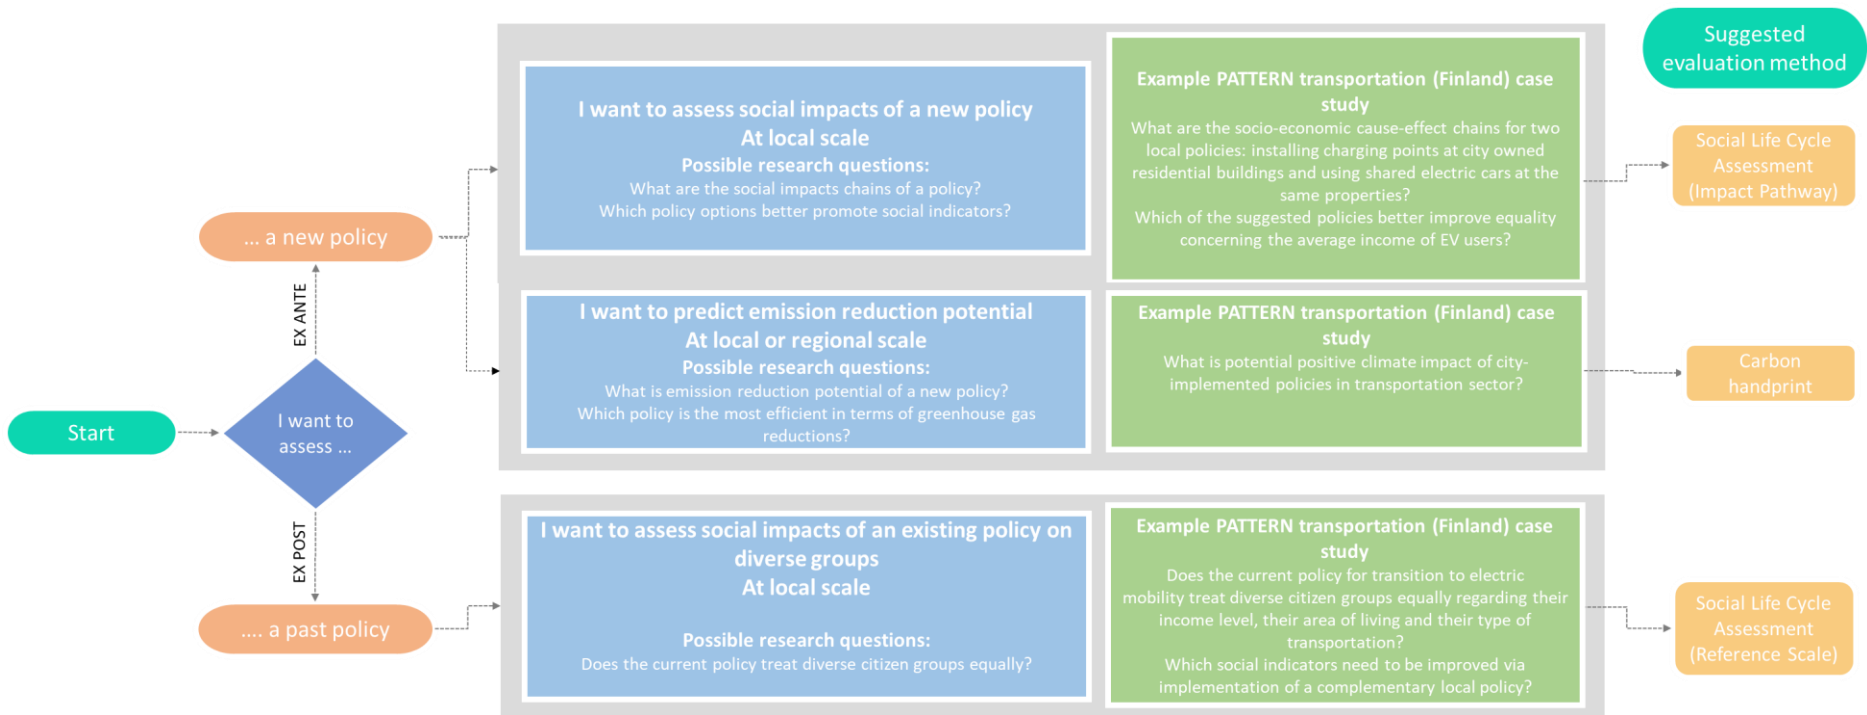 Start
I want to
assess ...
EX ANTE
... a new policy
EX POST
.... a past policy
I want to assess social impacts of a new policy
At local scale
Possible research questions:
What are the social impacts chains of a policy?
Which policy options better promote social indicators?
Example PATTERN transportation (Finland) case
study
What are the socio-economic cause-effect chains for two
local policies: installing charging points at city owned
residential buildings and using shared electric cars at the
same properties?
Which of the suggested policies better improve equality
concerning the average income of EV users?
Suggested
evaluation method
Social Life Cycle
Assessment
(Impact Pathway)
I want to predict emission reduction potential
At local or regional scale
Possible research questions:
What is emission reduction potential of a new policy?
Which policy is the most efficient in terms of greenhouse gas
reductions?
Example PATTERN transportation (Finland) case
study
What is potential positive climate impact of city-
implemented policies in transportation sector?
Carbon
handprint
I want to assess social impacts of an existing policy on
diverse groups
At local scale
Possible research questions:
Does the current policy treat diverse citizen groups equally?
Example PATTERN transportation (Finland) case
study
Does the current policy for transition to electric
mobility treat diverse citizen groups equally regarding their
income level, their area of living and their type of
transportation?
Which social indicators need to be improved via
implementation of a complementary local policy?
Social Life Cycle
Assessment
(Reference Scale)